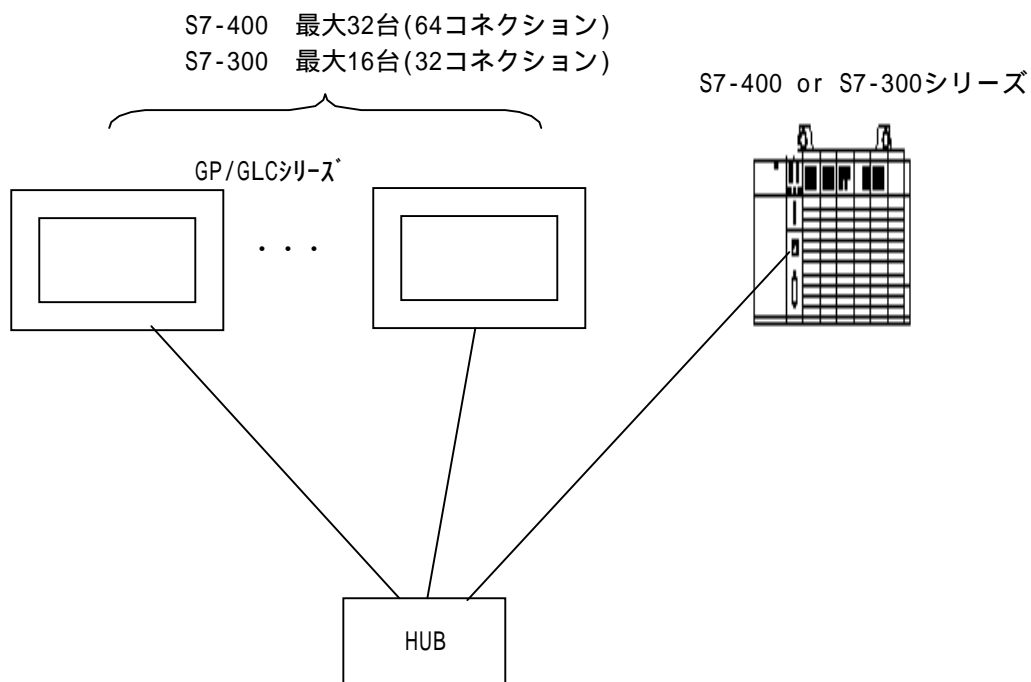 S7-400　最大32台(64コネクション)
S7-300　最大16台(32コネクション)
S7-400 or S7-300シリーズ
GP/GLCｼﾘｰｽﾞ
・・・
HUB